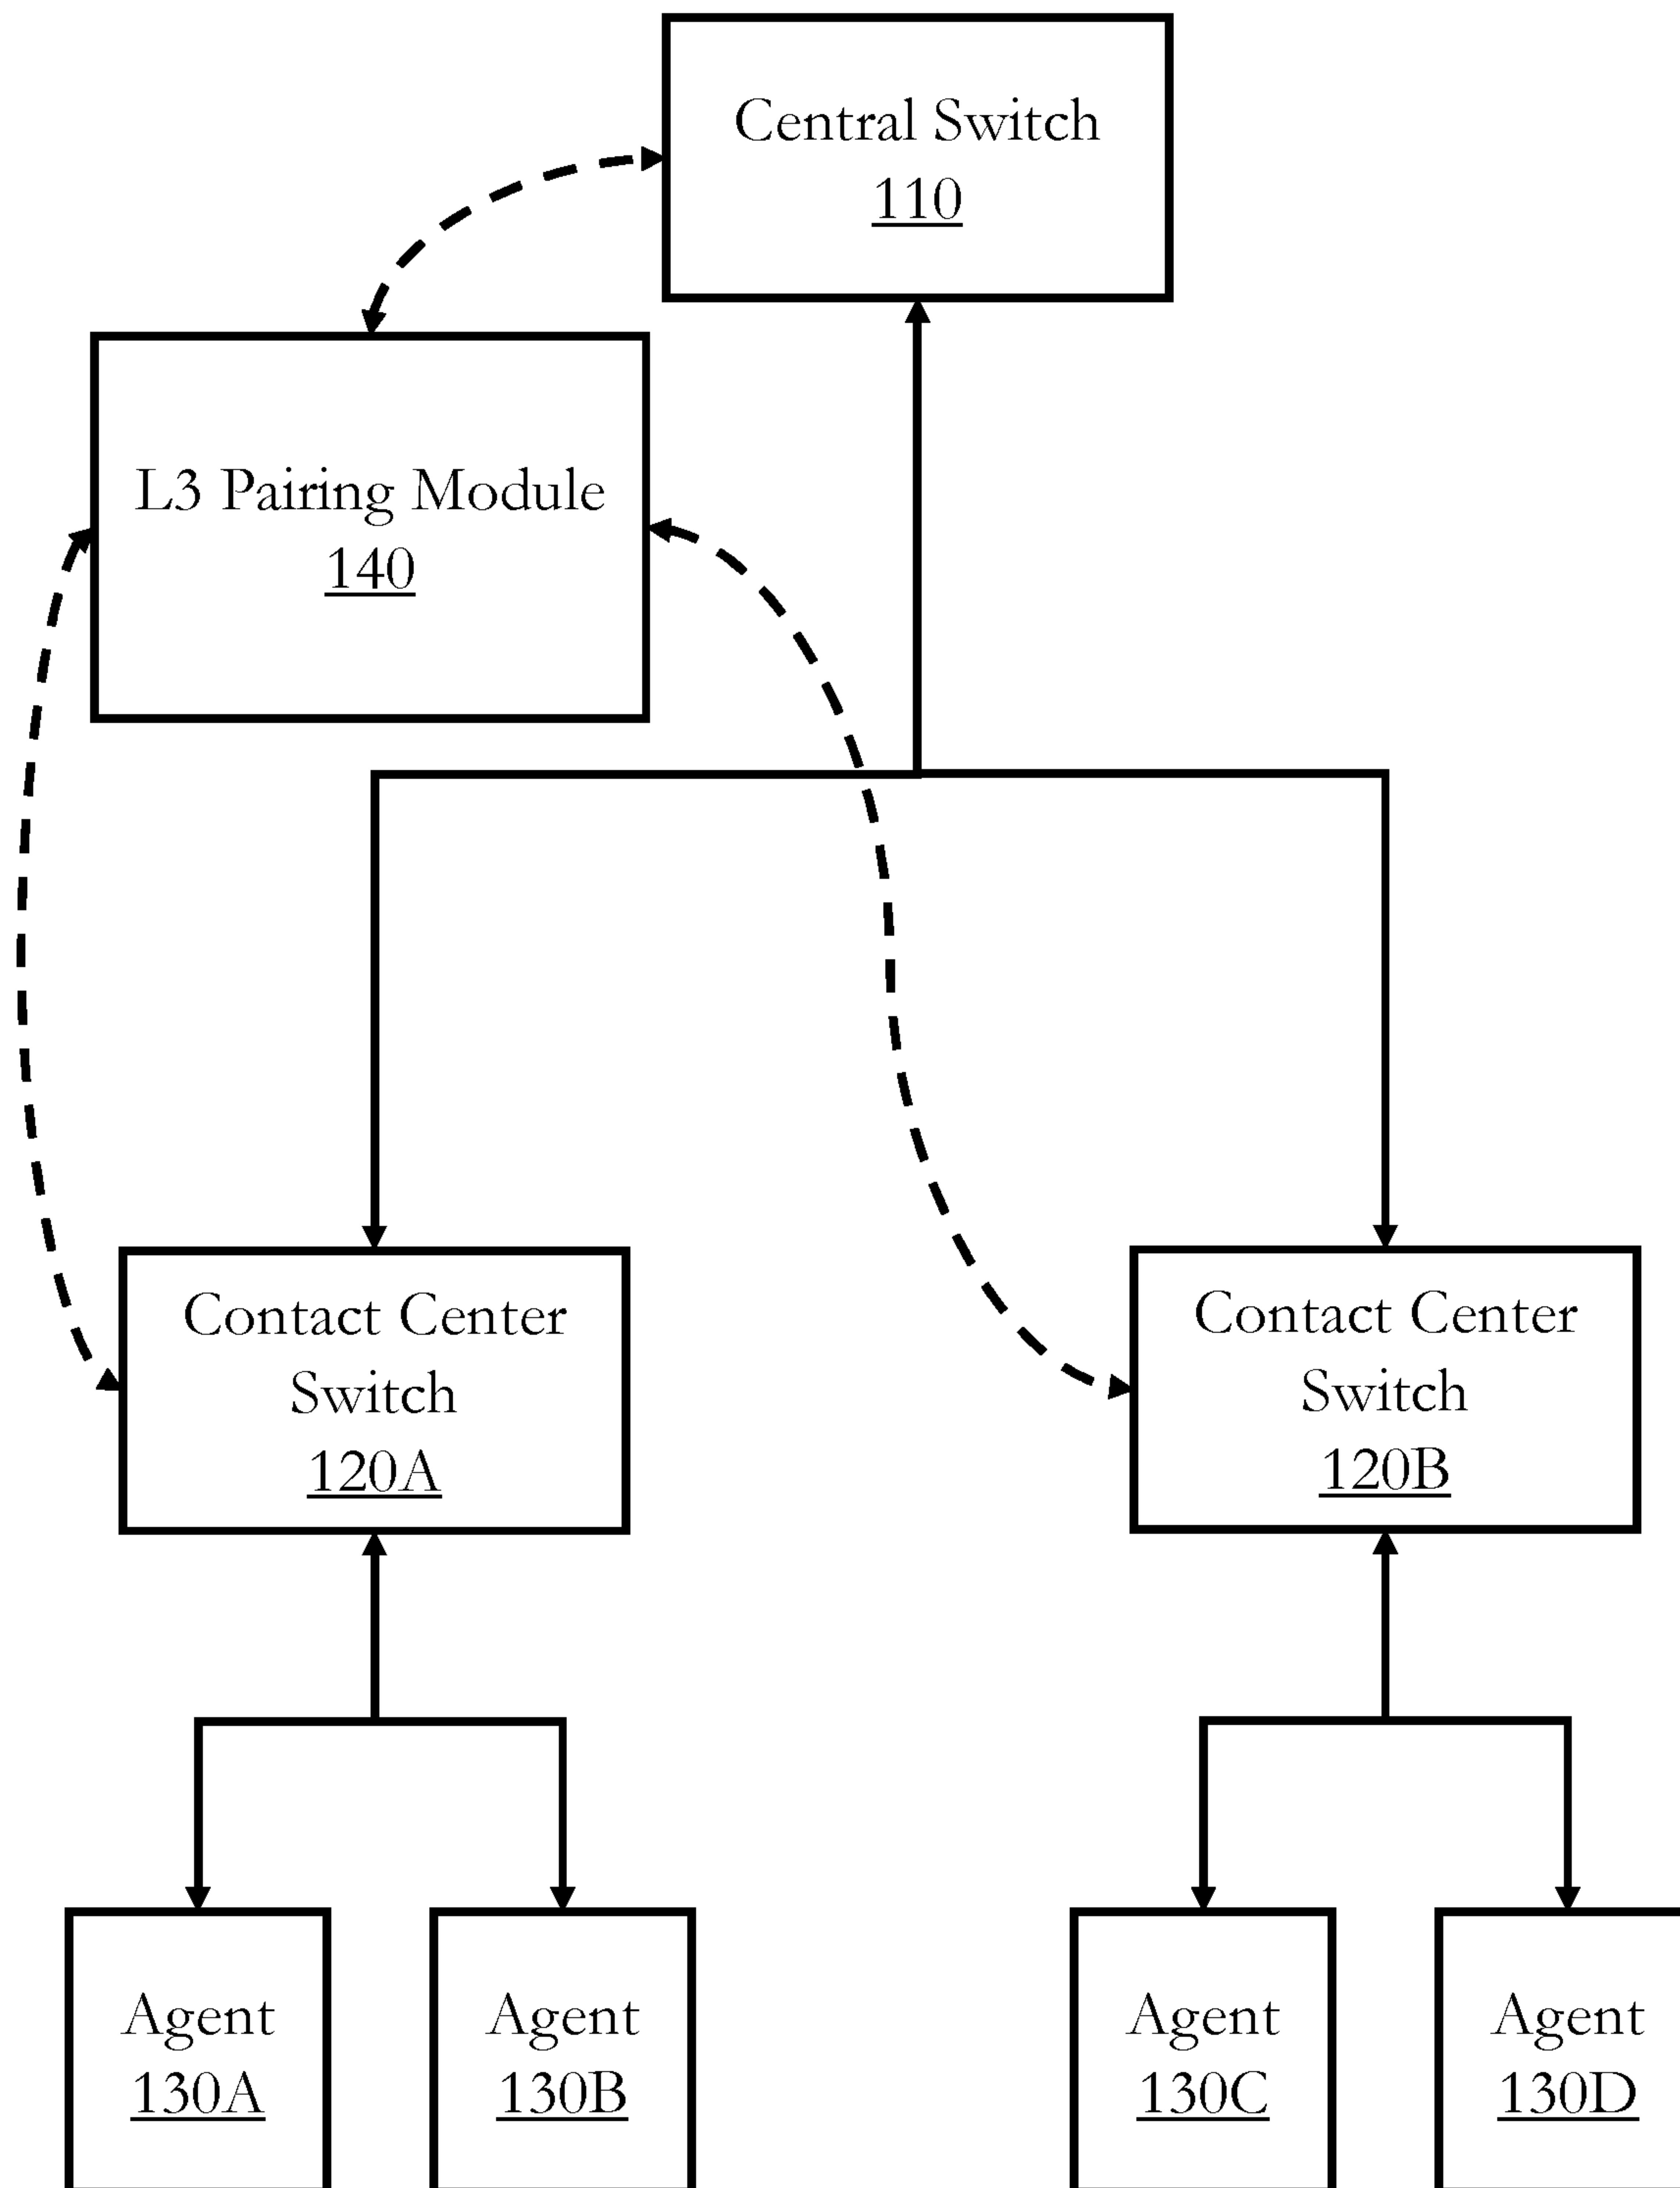 Central Switch
110
L3 Pairing Module
140
Contact Center
Switch
120A
Contact Center
Switch
120B
Agent
130A
Agent
130B
Agent
130C
Agent
130D